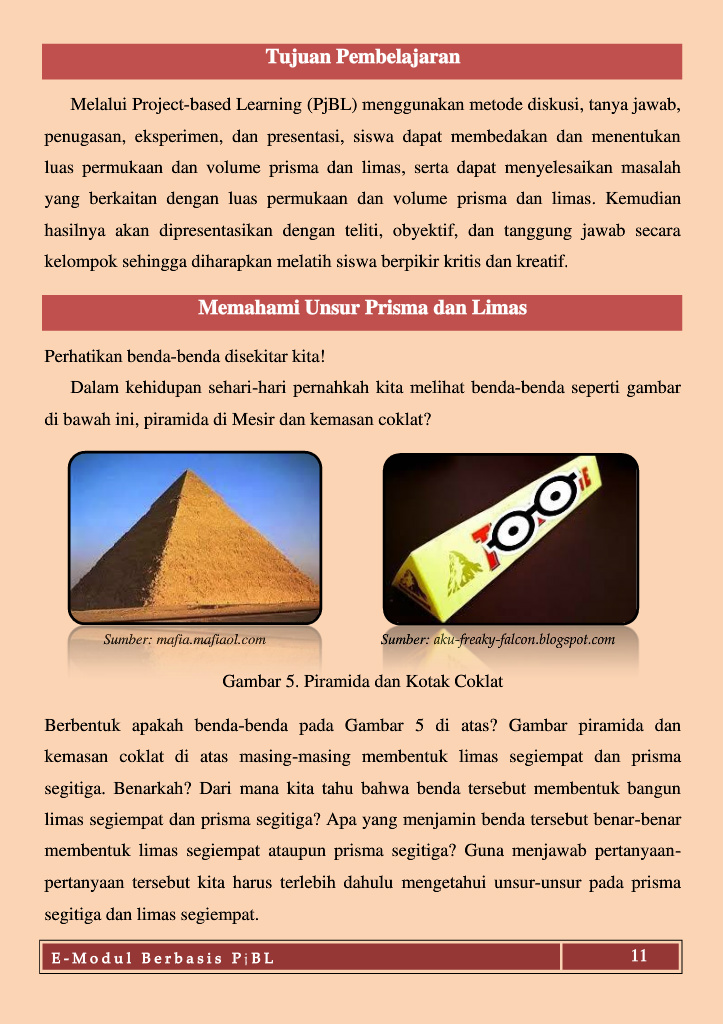 Tujuan Pembelajaran
Melalui Project-based Learning (PjBL) menggunakan metode diskusi, tanya jawab,
penugasan, eksperimen, dan presentasi, siswa dapat membedakan dan menentukan
luas permukaan dan volume prisma dan limas, serta dapat menyelesaikan masalah
yang berkaitan dengan luas permukaan dan volume prisma dan limas. Kemudian
hasilnya akan dipresentasikan dengan teliti, obyektif, dan tanggung jawab secara
kelompok sehingga diharapkan melatih siswa berpikir kritis dan kreatif.
Memahami Unsur Prisma dan Limas
Perhatikan benda-benda disekitar kita!
Dalam kehidupan sehari-hari pernahkah kita melihat benda-benda seperti gambar
di bawah ini, piramida di Mesir dan kemasan coklat?
Sumber: mafia.mafiaol.com
Sumber: aku-freaky-falcon.blogspot.com
Gambar 5. Piramida dan Kotak Coklat
Berbentuk apakah benda-benda pada Gambar 5 di atas? Gambar piramida dan
kemasan coklat di atas masing-masing membentuk limas segiempat dan prisma
segitiga. Benarkah? Dari mana kita tahu bahwa benda tersebut membentuk bangun
limas segiempat dan prisma segitiga? Apa yang menjamin benda tersebut benar-benar
membentuk limas segiempat ataupun prisma segitiga? Guna menjawab pertanyaan-
pertanyaan tersebut kita harus terlebih dahulu mengetahui unsur-unsur pada prisma
segitiga dan limas segiempat.
E-Modul Berbasis PjBL
11